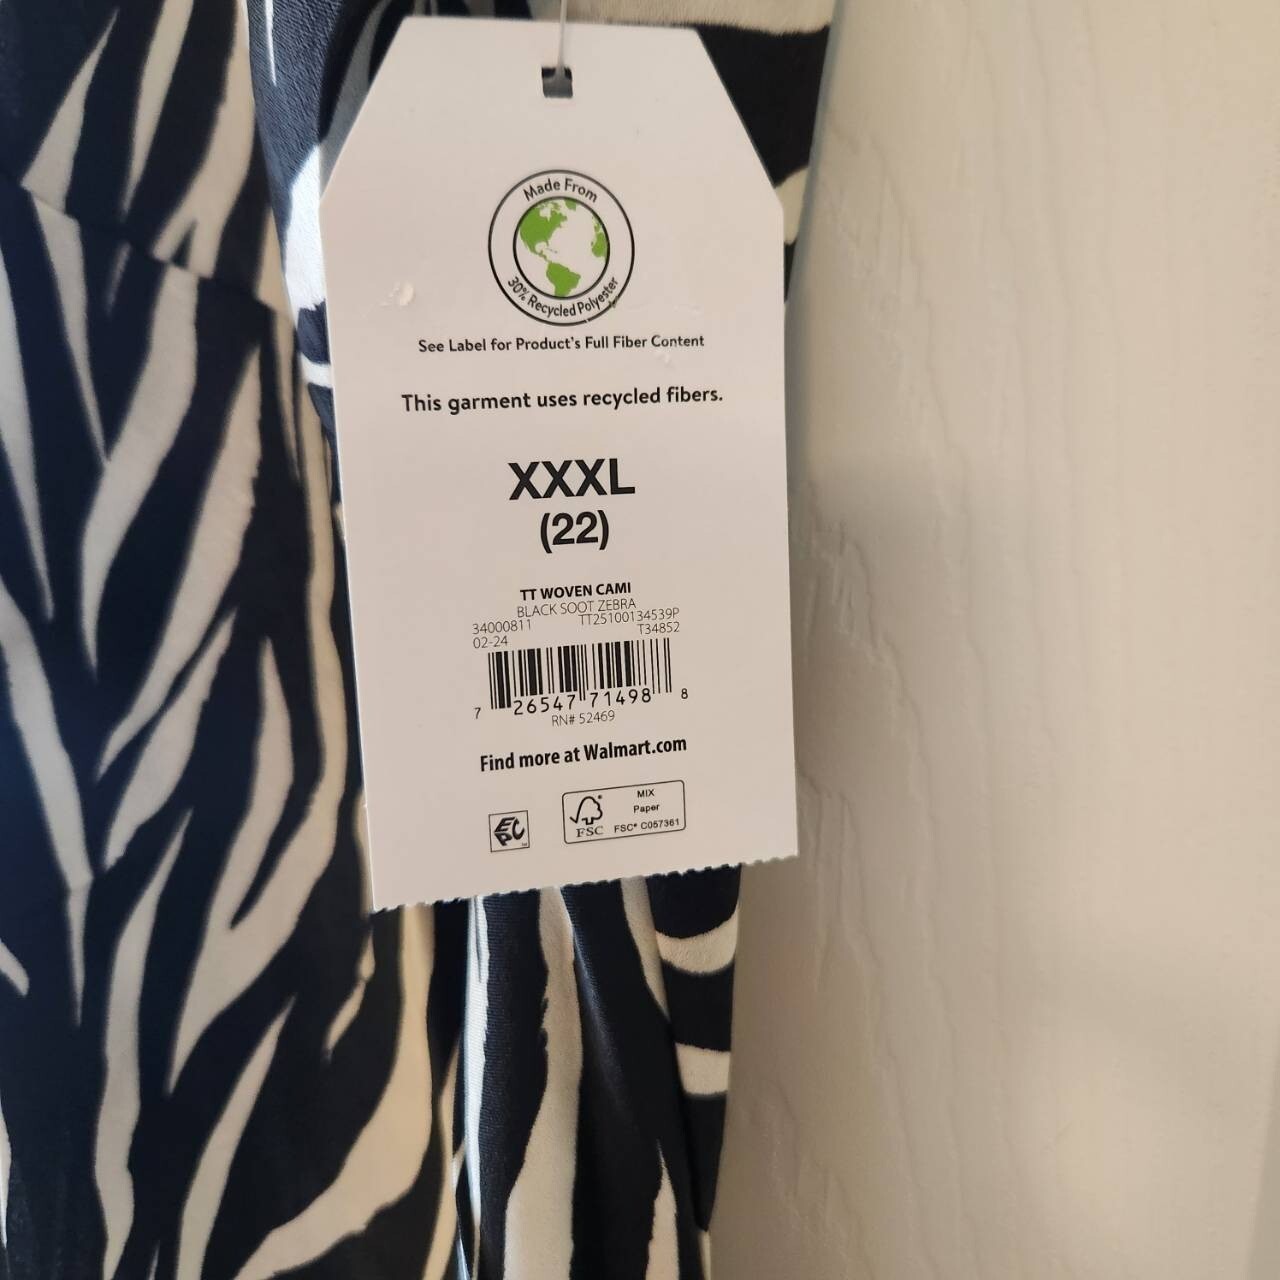 Made From
30% Recycled Polyester
See Label for Product's Full Fiber Content
This garment uses recycled fibers.
XXXL
(22)
TT WOVEN CAMI
BLACK SOOT ZEBRA
34000811 TT25100134539P
02-24 T34852
7 26547 71498 8
RN# 52469
Find more at Walmart.com
EPC
FSC
MIX
Paper
FSC® C057361